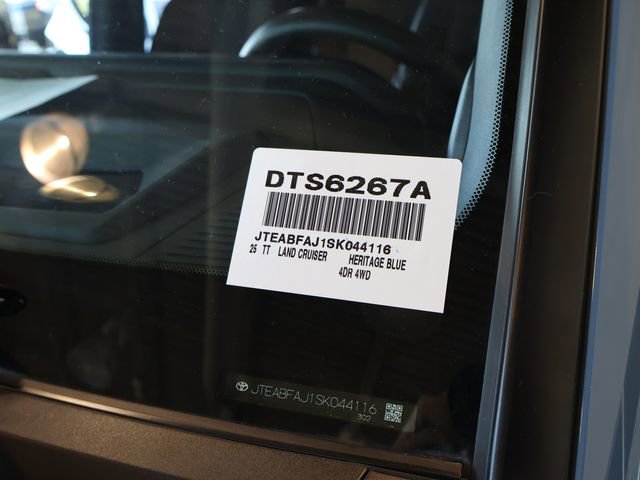 DTS6267A
JTEABFAJ1SK044116
25 TT LAND CRUISER HERITAGE BLUE
4DR 4WD
JTEABFAJ1SK044116
302